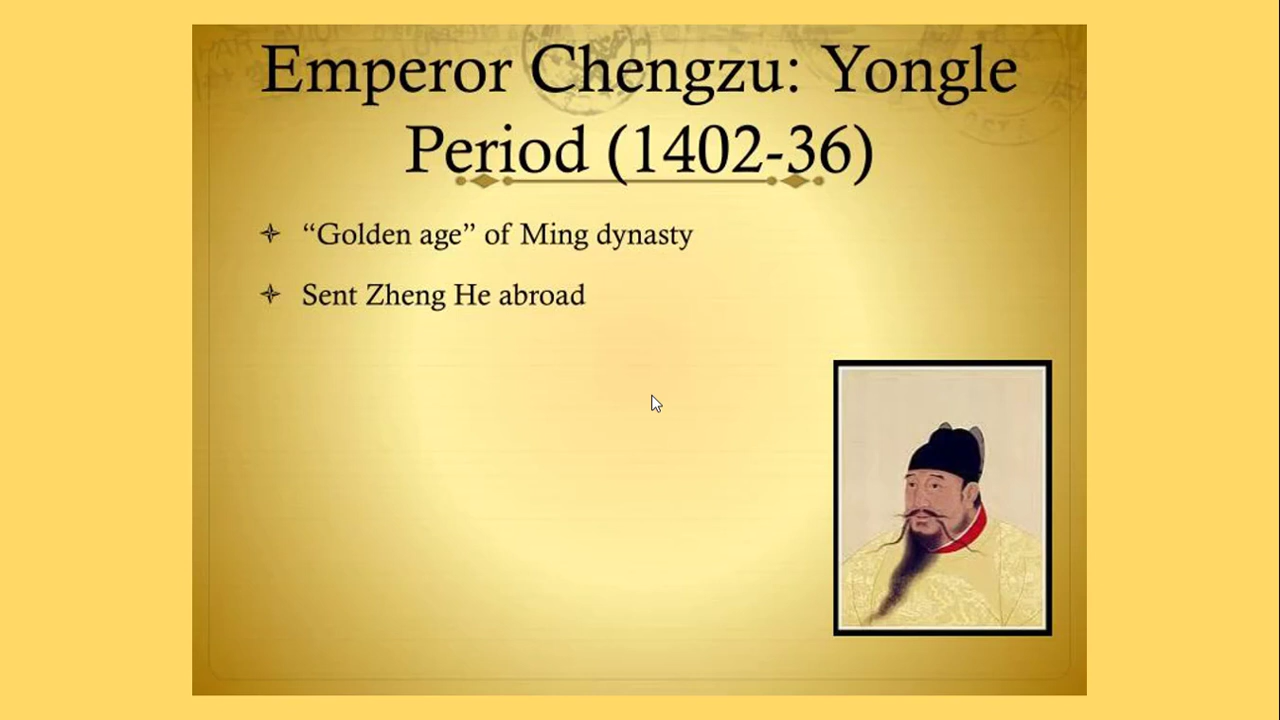 Emperor Chengzu: Yongle
Period (1402-36)
“Golden age” of Ming dynasty
Sent Zheng He abroad